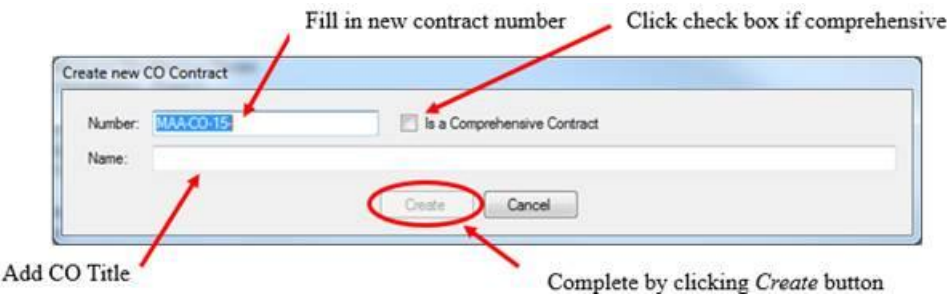 Fill in new contract number
Click check box if comprehensive
Create new CO Contract
Number: MAA-CO-15- Is a Comprehensive Contract
Name:
Create Cancel
Add CO Title
Complete by clicking Create button